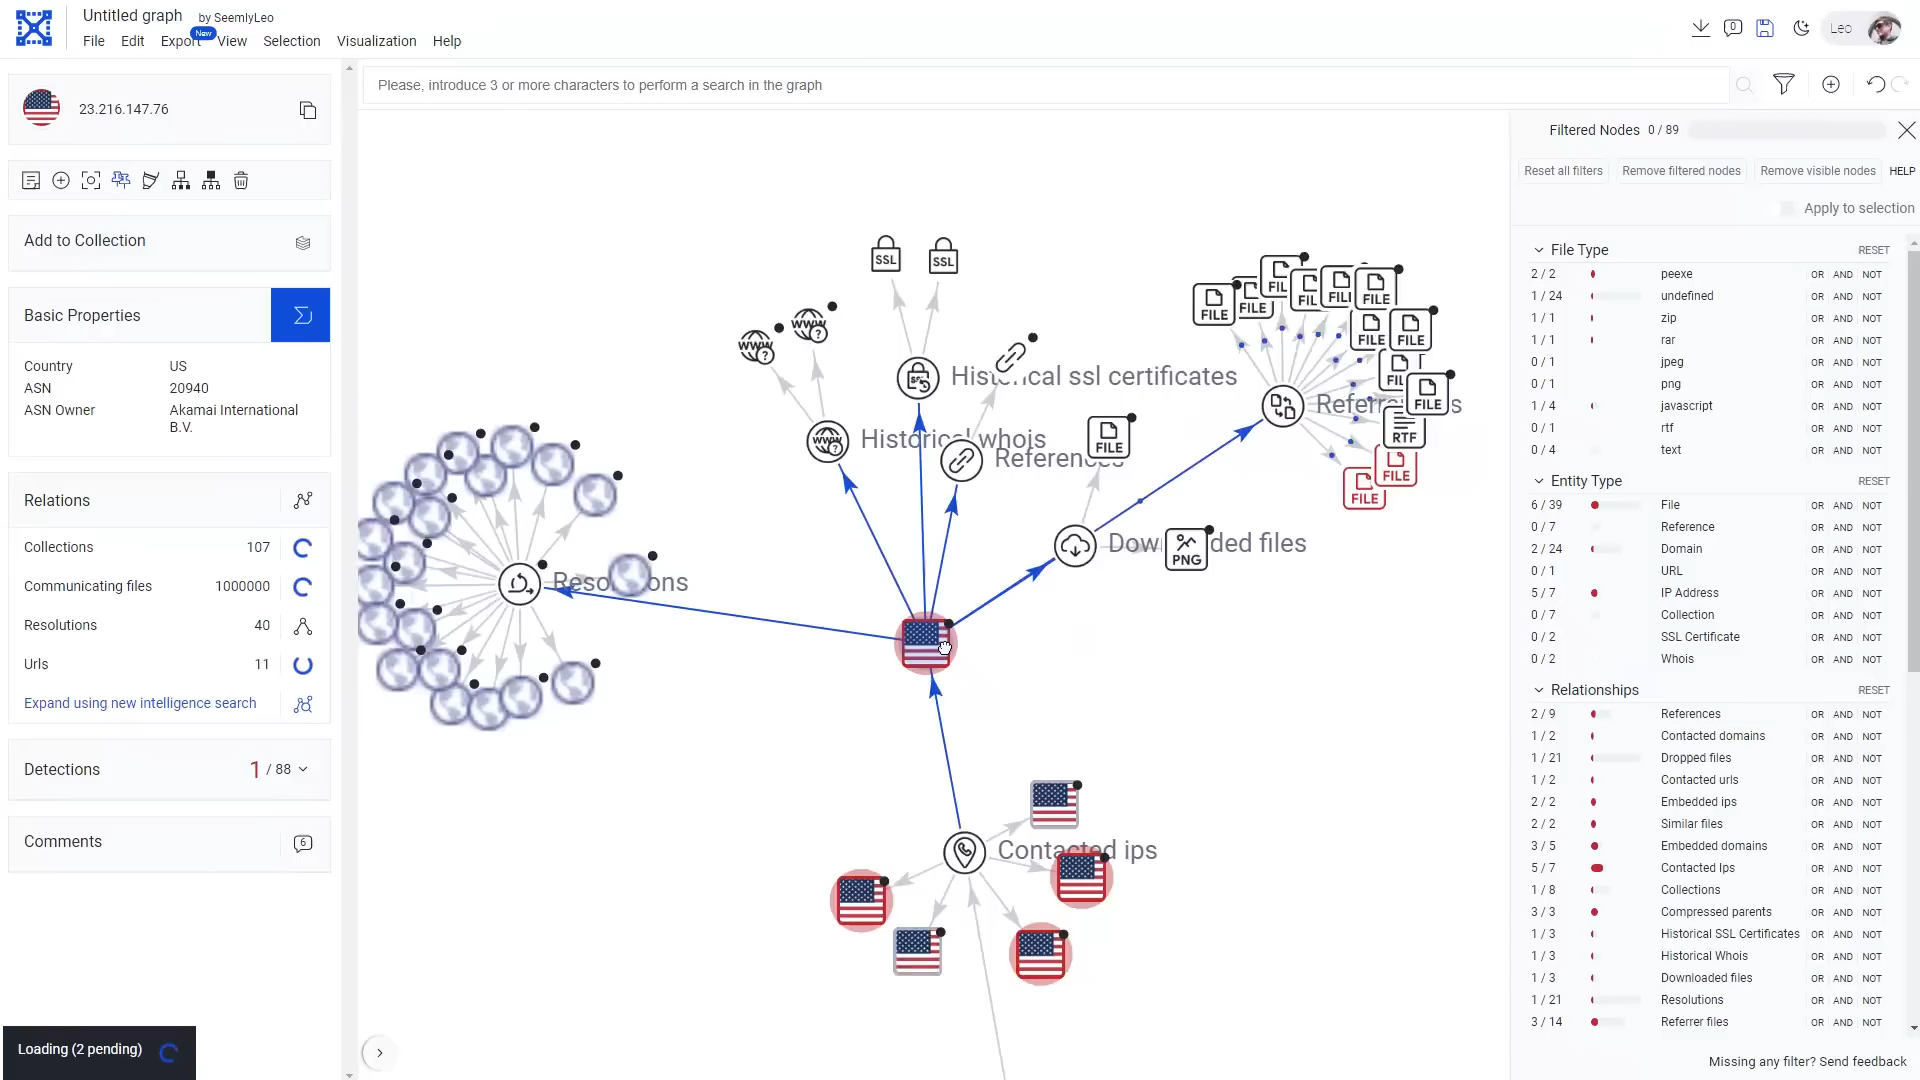 Untitled graph by SeemlyLeo
File Edit Export New View Selection Visualization Help
0 Leo
23.216.147.76
Please, introduce 3 or more characters to perform a search in the graph
Add to Collection
Basic Properties
Country US
ASN 20940
ASN Owner Akamai International
B.V.
Relations
Collections 107
Communicating files 1000000
Resolutions 40
Urls 11
Expand using new intelligence search
Detections 1 / 88
Comments 6
Loading (2 pending)
SSL SSL
www ?
www ?
Historical ssl certificates
www ?
Historical whois
References
FILE
FILE
FILE
FILE
FILE
FILE
FILE
FILE
RTF
FILE
FILE
PNG
Contacted ips
Filtered Nodes 0 / 89
Reset all filters Remove filtered nodes Remove visible nodes HELP
Apply to selection
File Type RESET
2 / 2 peexe OR AND NOT
1 / 24 undefined OR AND NOT
1 / 1 zip OR AND NOT
1 / 1 rar OR AND NOT
0 / 1 jpeg OR AND NOT
0 / 1 png OR AND NOT
1 / 4 javascript OR AND NOT
0 / 1 rtf OR AND NOT
0 / 4 text OR AND NOT
Entity Type RESET
6 / 39 File OR AND NOT
0 / 7 Reference OR AND NOT
2 / 24 Domain OR AND NOT
0 / 1 URL OR AND NOT
5 / 7 IP Address OR AND NOT
0 / 7 Collection OR AND NOT
0 / 2 SSL Certificate OR AND NOT
0 / 2 Whois OR AND NOT
Relationships RESET
2 / 9 References OR AND NOT
1 / 2 Contacted domains OR AND NOT
1 / 21 Dropped files OR AND NOT
1 / 2 Contacted urls OR AND NOT
2 / 2 Embedded ips OR AND NOT
2 / 2 Similar files OR AND NOT
3 / 5 Embedded domains OR AND NOT
5 / 7 Contacted Ips OR AND NOT
1 / 8 Collections OR AND NOT
3 / 3 Compressed parents OR AND NOT
1 / 3 Historical SSL Certificates OR AND NOT
1 / 3 Historical Whois OR AND NOT
1 / 3 Downloaded files OR AND NOT
1 / 21 Resolutions OR AND NOT
3 / 14 Referrer files OR AND NOT
Missing any filter? Send feedback